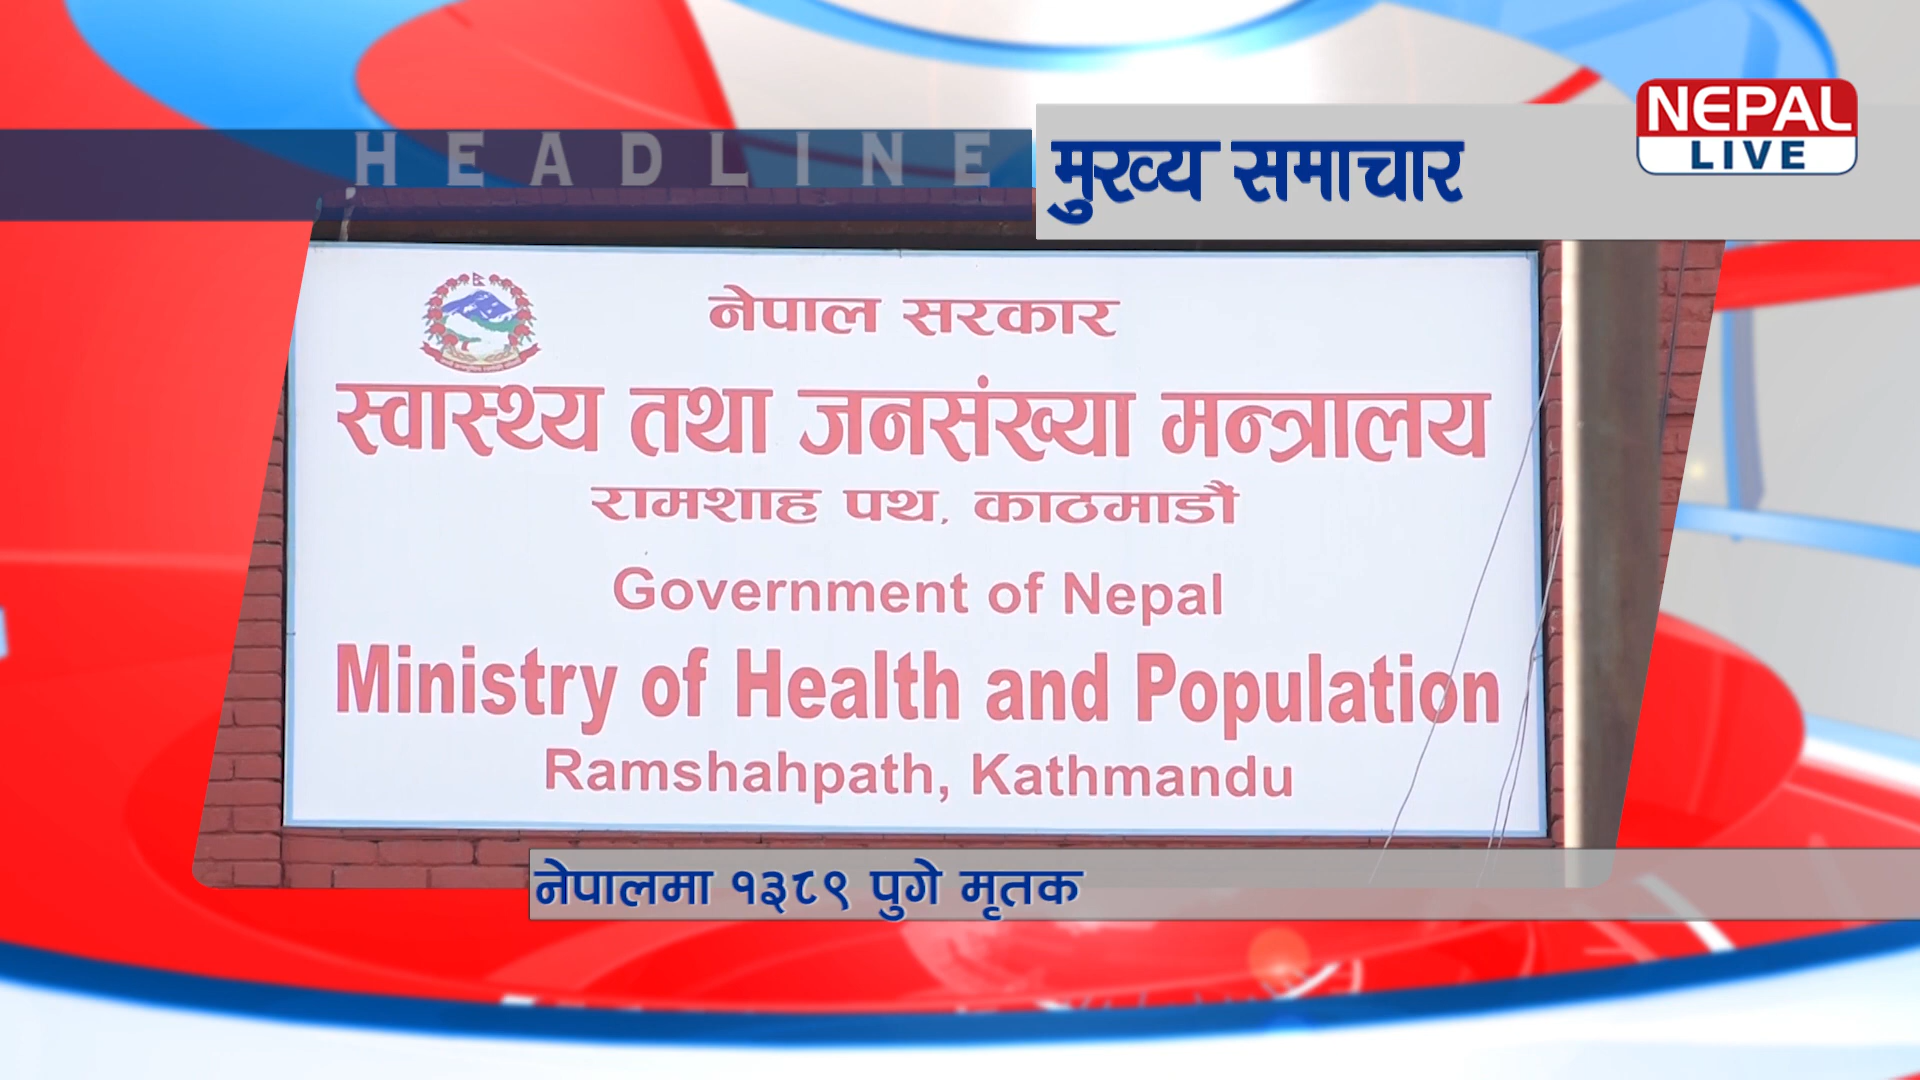 HEADLINE
मुख्य समाचार
NEPAL
LIVE
नेपाल सरकार
स्वास्थ्य तथा जनसंख्या मन्त्रालय
रामशाह पथ, काठमाडौं
Government of Nepal
Ministry of Health and Population
Ramshahpath, Kathmandu
नेपालमा १३८९ पुगे मृतक